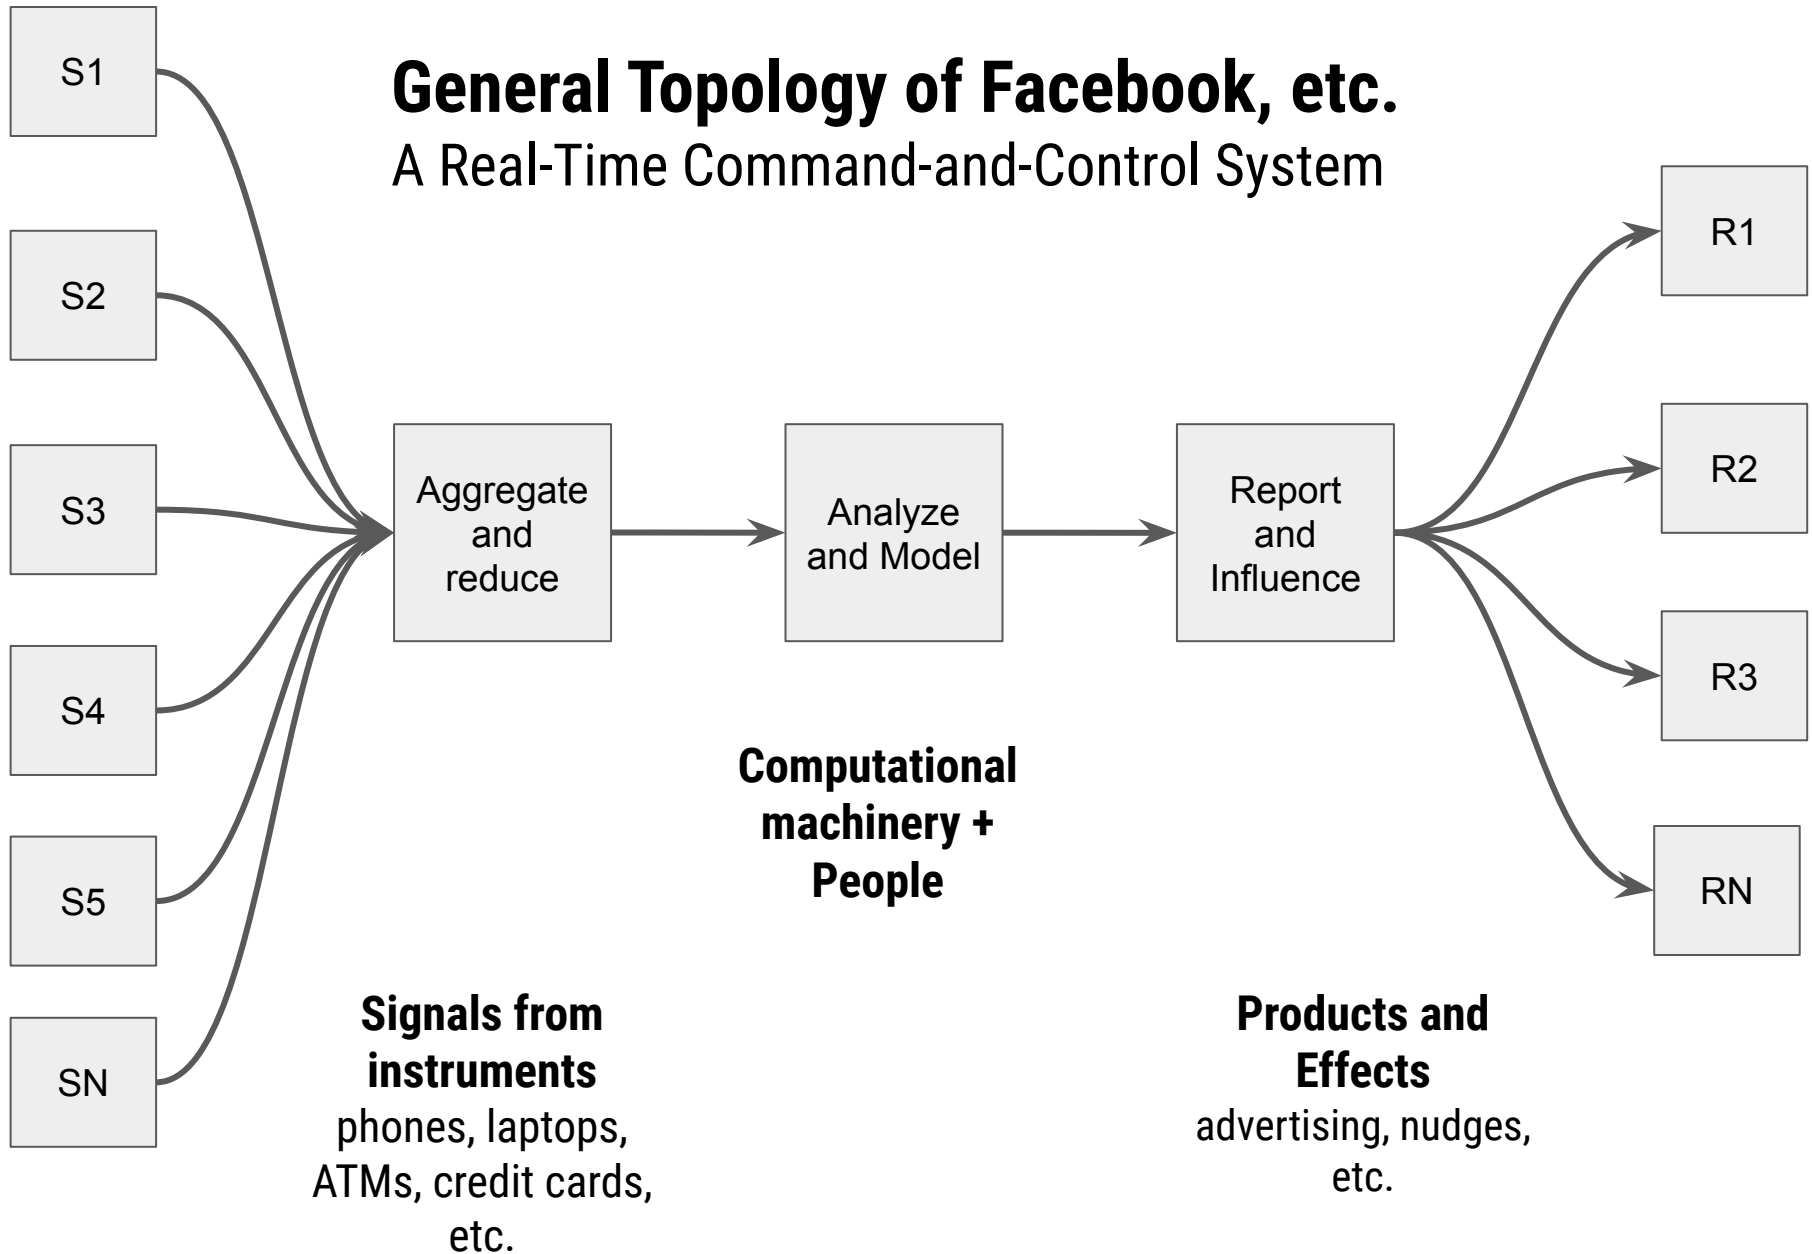 General Topology of Facebook, etc.
A Real-Time Command-and-Control System
S1
S2
S3
S4
S5
SN
Aggregate
and
reduce
Analyze
and Model
Report
and
Influence
R1
R2
R3
RN
Computational
machinery +
People
Signals from
instruments
phones, laptops,
ATMs, credit cards,
etc.
Products and
Effects
advertising, nudges,
etc.